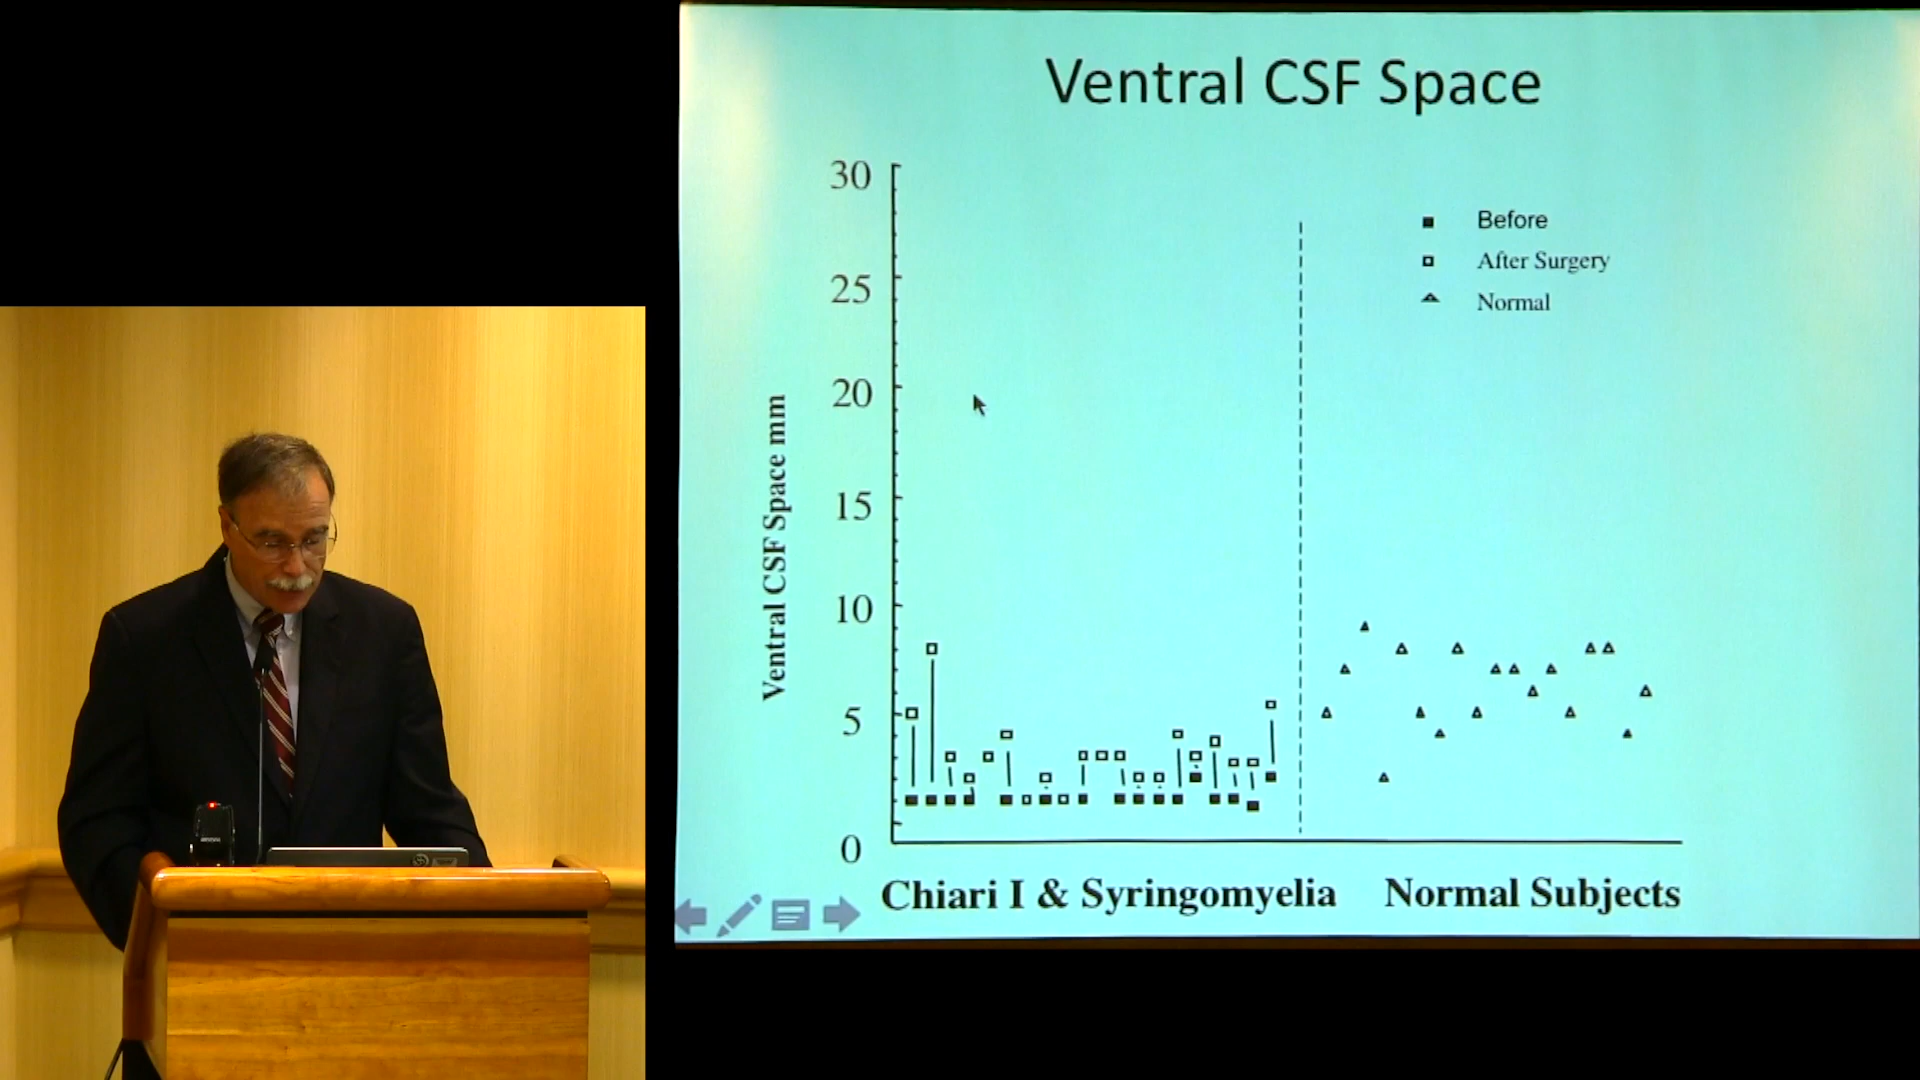 Ventral CSF Space
30
25
20
15
10
5
0
Ventral CSF Space mm
Before
After Surgery
Normal
Chiari I & Syringomyelia
Normal Subjects